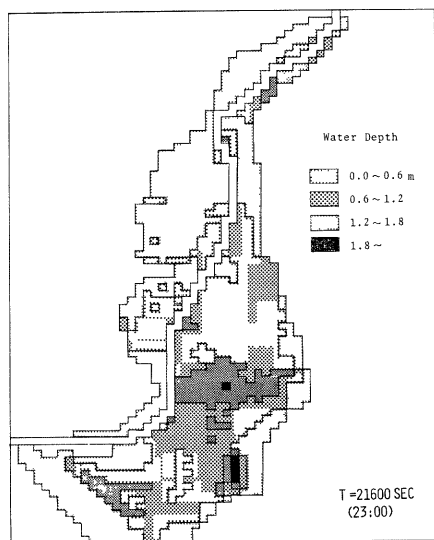 Water Depth
0.0~0.6 m
0.6~1.2
1.2~1.8
1.8~
T=21600 SEC
(23:00)